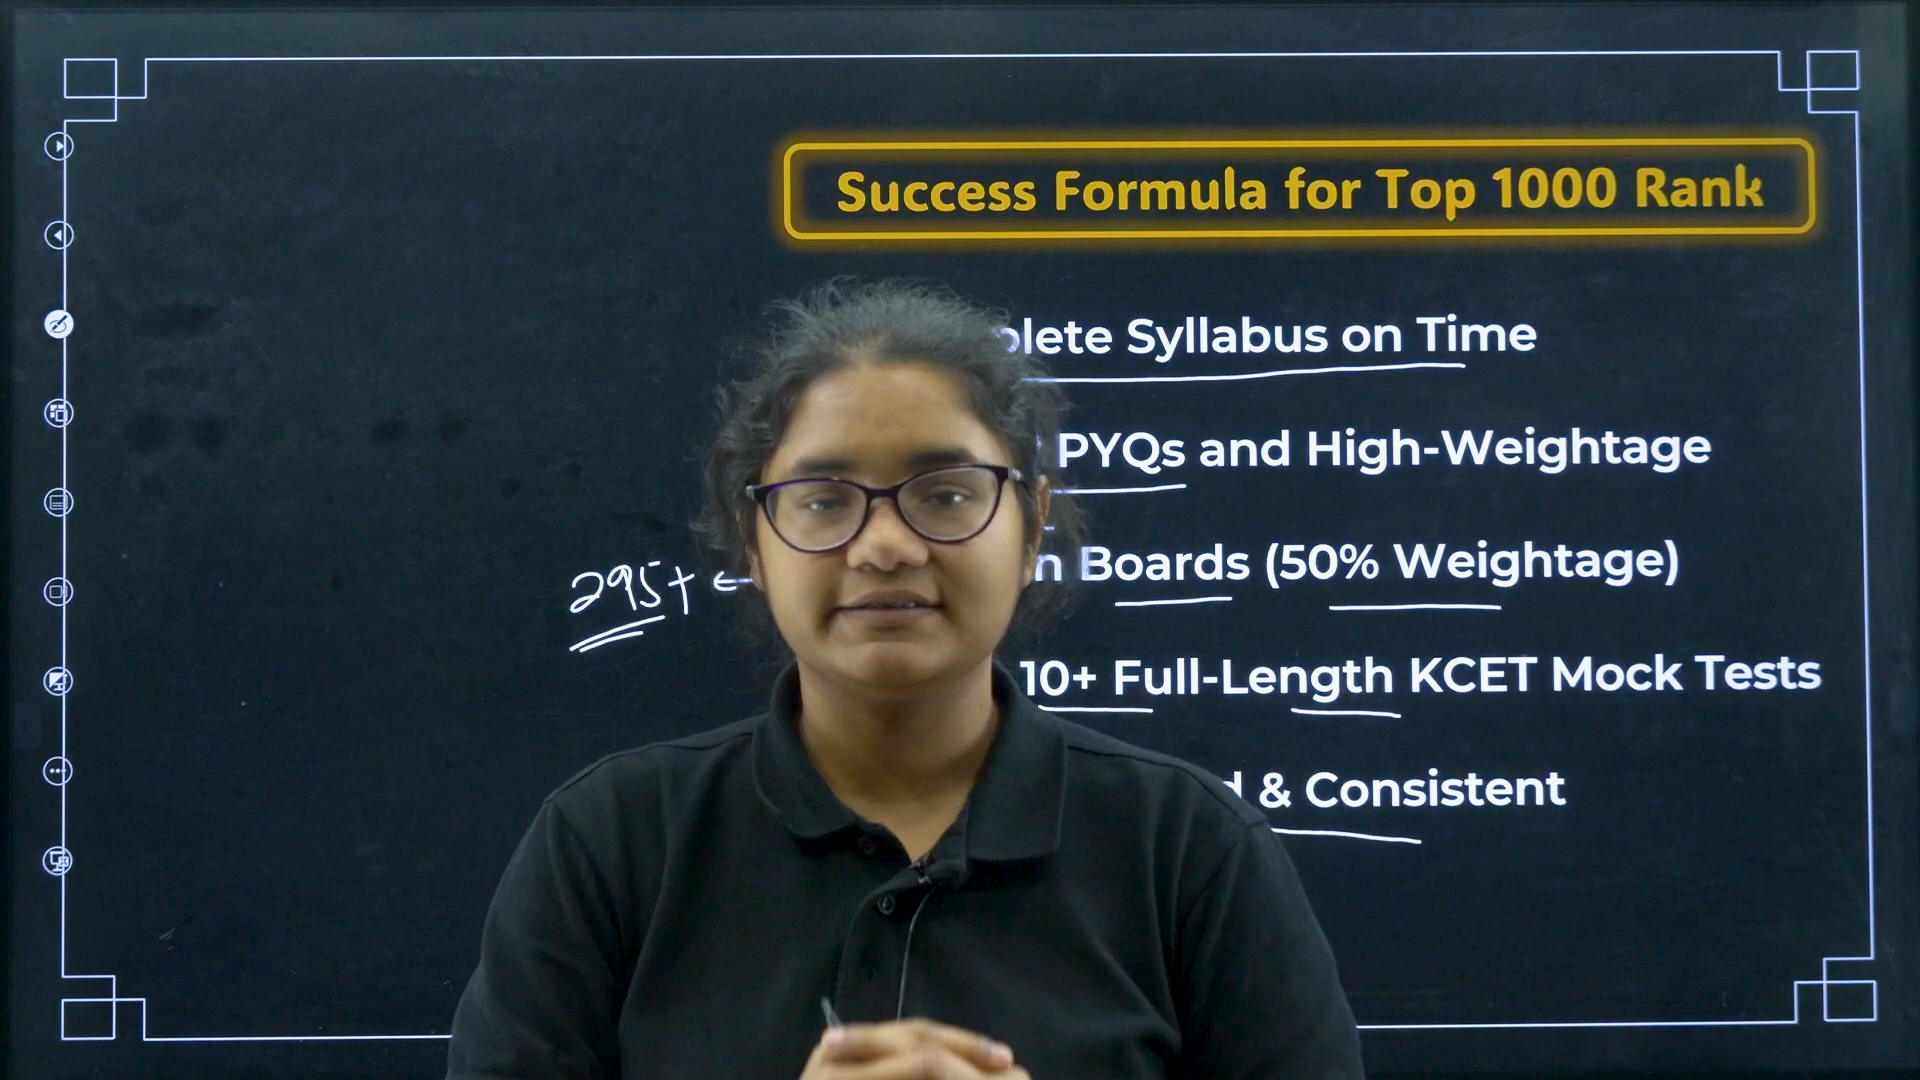 Success Formula for Top 1000 Rank
Syllabus on Time
PYQs and High-Weightage
Boards (50% Weightage)
295+ ←
10+ Full-Length KCET Mock Tests
& Consistent